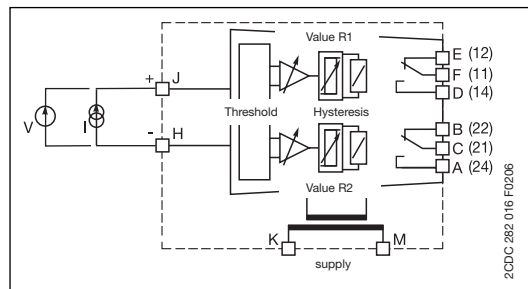 Value R1
E (12)
+ J
F (11)
D (14)
Threshold
Hysteresis
V
I
B (22)
- H
C (21)
A (24)
Value R2
K
M
supply
2CDC 282 016 F0206